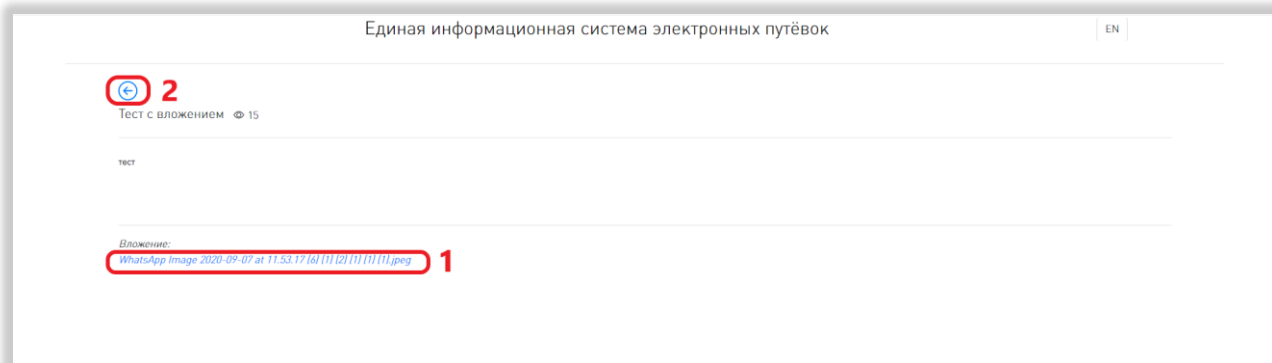 Единая информационная система электронных путёвок
EN
2
Тест с вложением 15
тест
Вложение:
WhatsApp Image 2020-09-07 at 11.53.17 (6) (1) (2) (1) (1) (1).jpeg
1